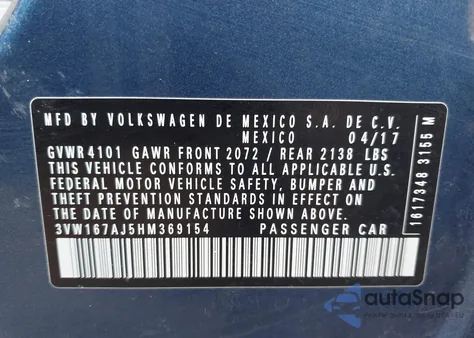 MFD BY VOLKSWAGEN DE MEXICO S.A. DE C.V.
MEXICO 04/17
GVWR4101 GAWR FRONT 2072 / REAR 2138 LBS
THIS VEHICLE CONFORMS TO ALL APPLICABLE U.S.
FEDERAL MOTOR VEHICLE SAFETY, BUMPER AND
THEFT PREVENTION STANDARDS IN EFFECT ON THE
DATE OF MANUFACTURE SHOWN ABOVE.
3VW167AJ5HM369154 PASSENGER CAR
1617348 3155 M
autoSnap